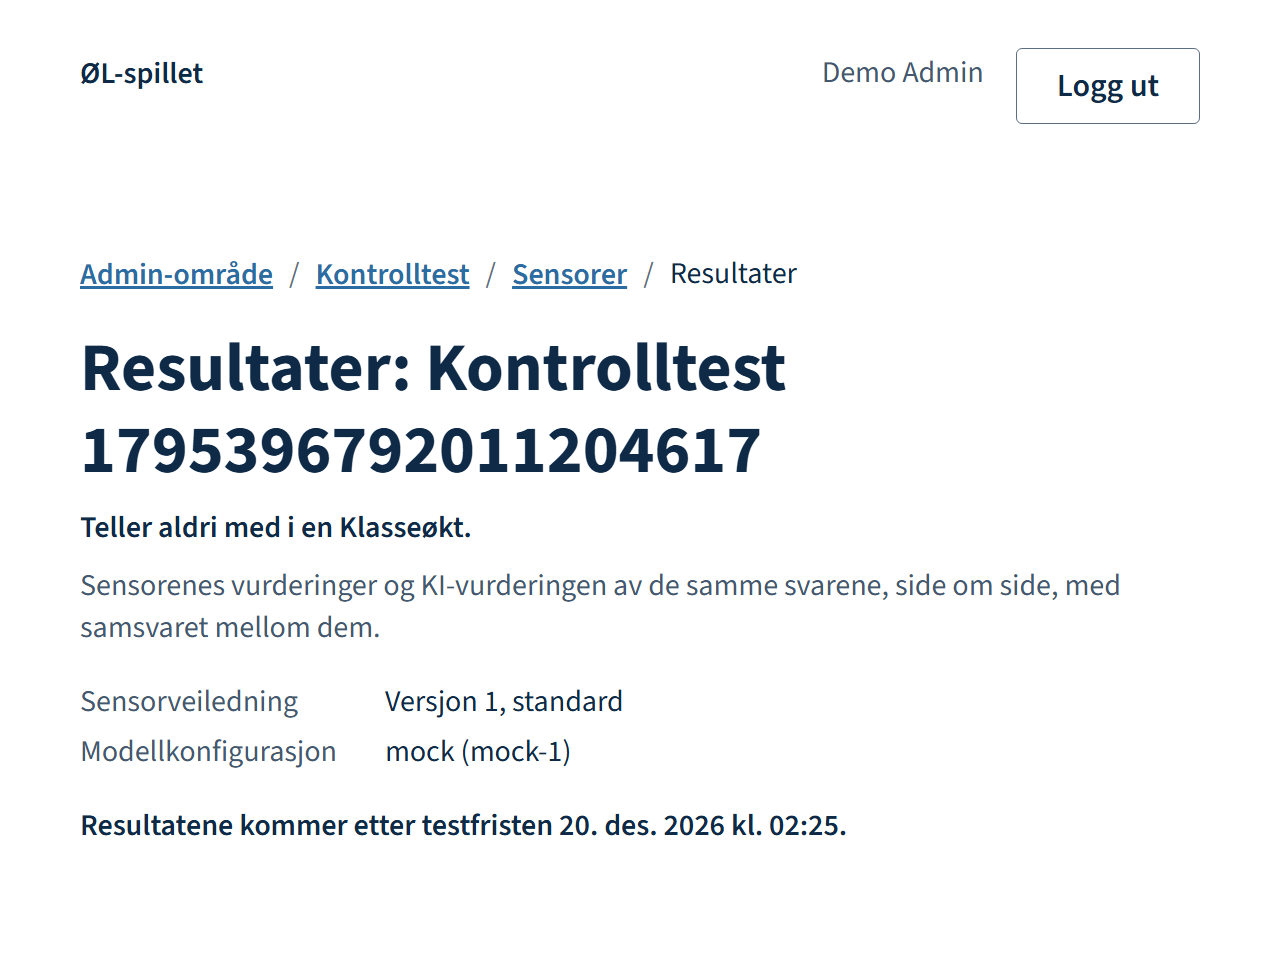 ØL-spillet
Demo Admin
Logg ut
Admin-område / Kontrolltest / Sensorer / Resultater
Resultater: Kontrolltest
1795396792011204617
Teller aldri med i en Klasseøkt.
Sensorenes vurderinger og KI-vurderingen av de samme svarene, side om side, med
samsvaret mellom dem.
Sensorveiledning Versjon 1, standard
Modellkonfigurasjon mock (mock-1)
Resultatene kommer etter testfristen 20. des. 2026 kl. 02:25.